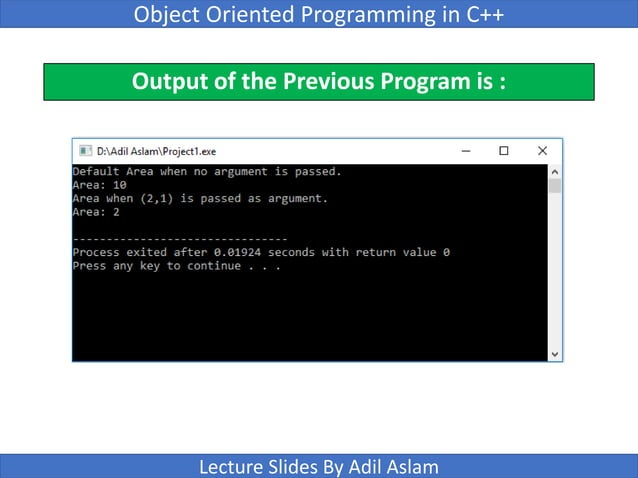 Object Oriented Programming in C++
Output of the Previous Program is :
D:\Adil Aslam\Project1.exe
Default Area when no argument is passed.
Area: 10
Area when (2,1) is passed as argument.
Area: 2
--------------------------------
Process exited after 0.01924 seconds with return value 0
Press any key to continue . . .
Lecture Slides By Adil Aslam